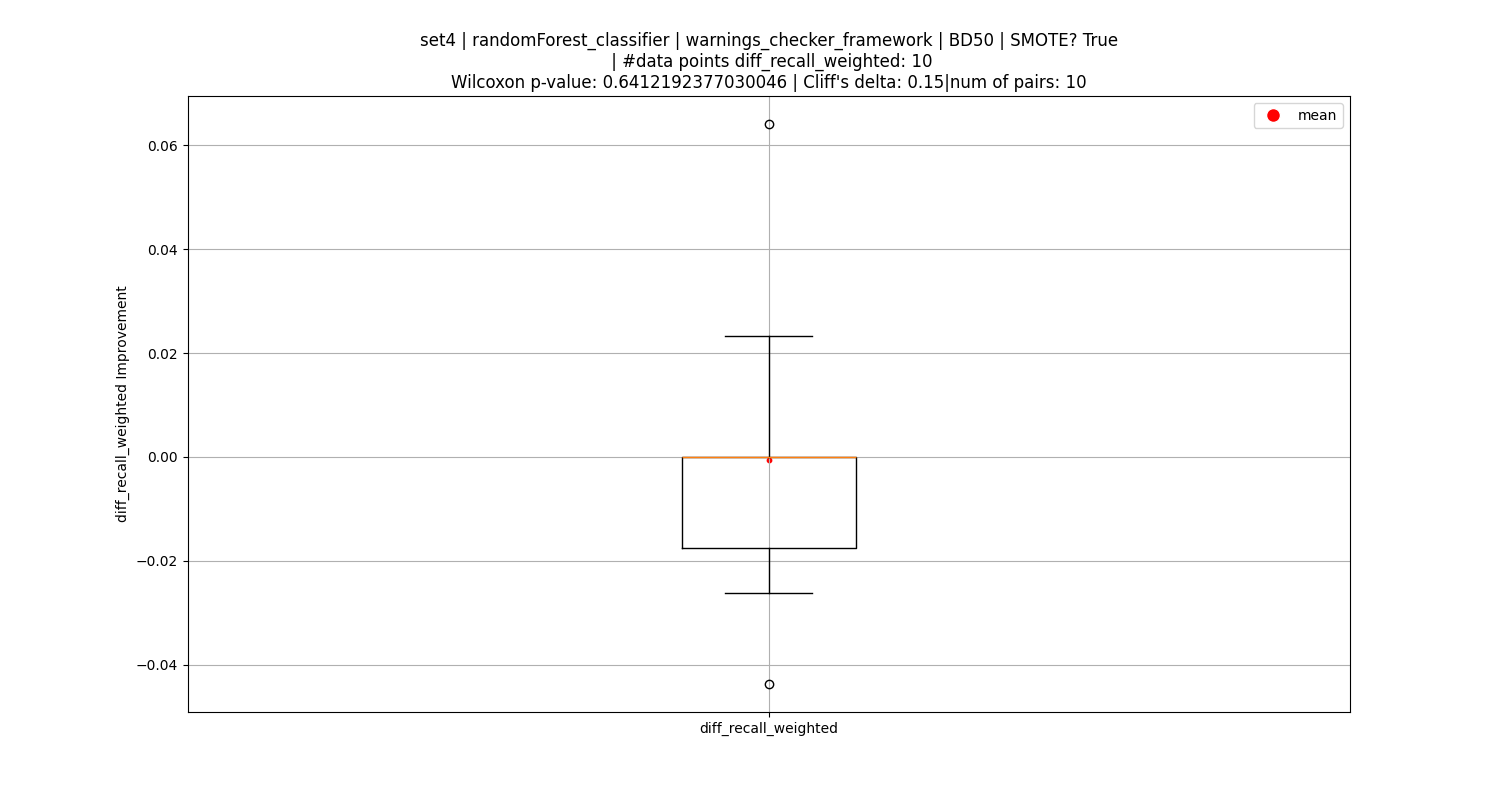 set4 | randomForest_classifier | warnings_checker_framework | BD50 | SMOTE? True
| #data points diff_recall_weighted: 10
Wilcoxon p-value: 0.6412192377030046 | Cliff's delta: 0.15|num of pairs: 10
mean
0.06
0.04
0.02
0.00
−0.02
−0.04
diff_recall_weighted Improvement
diff_recall_weighted